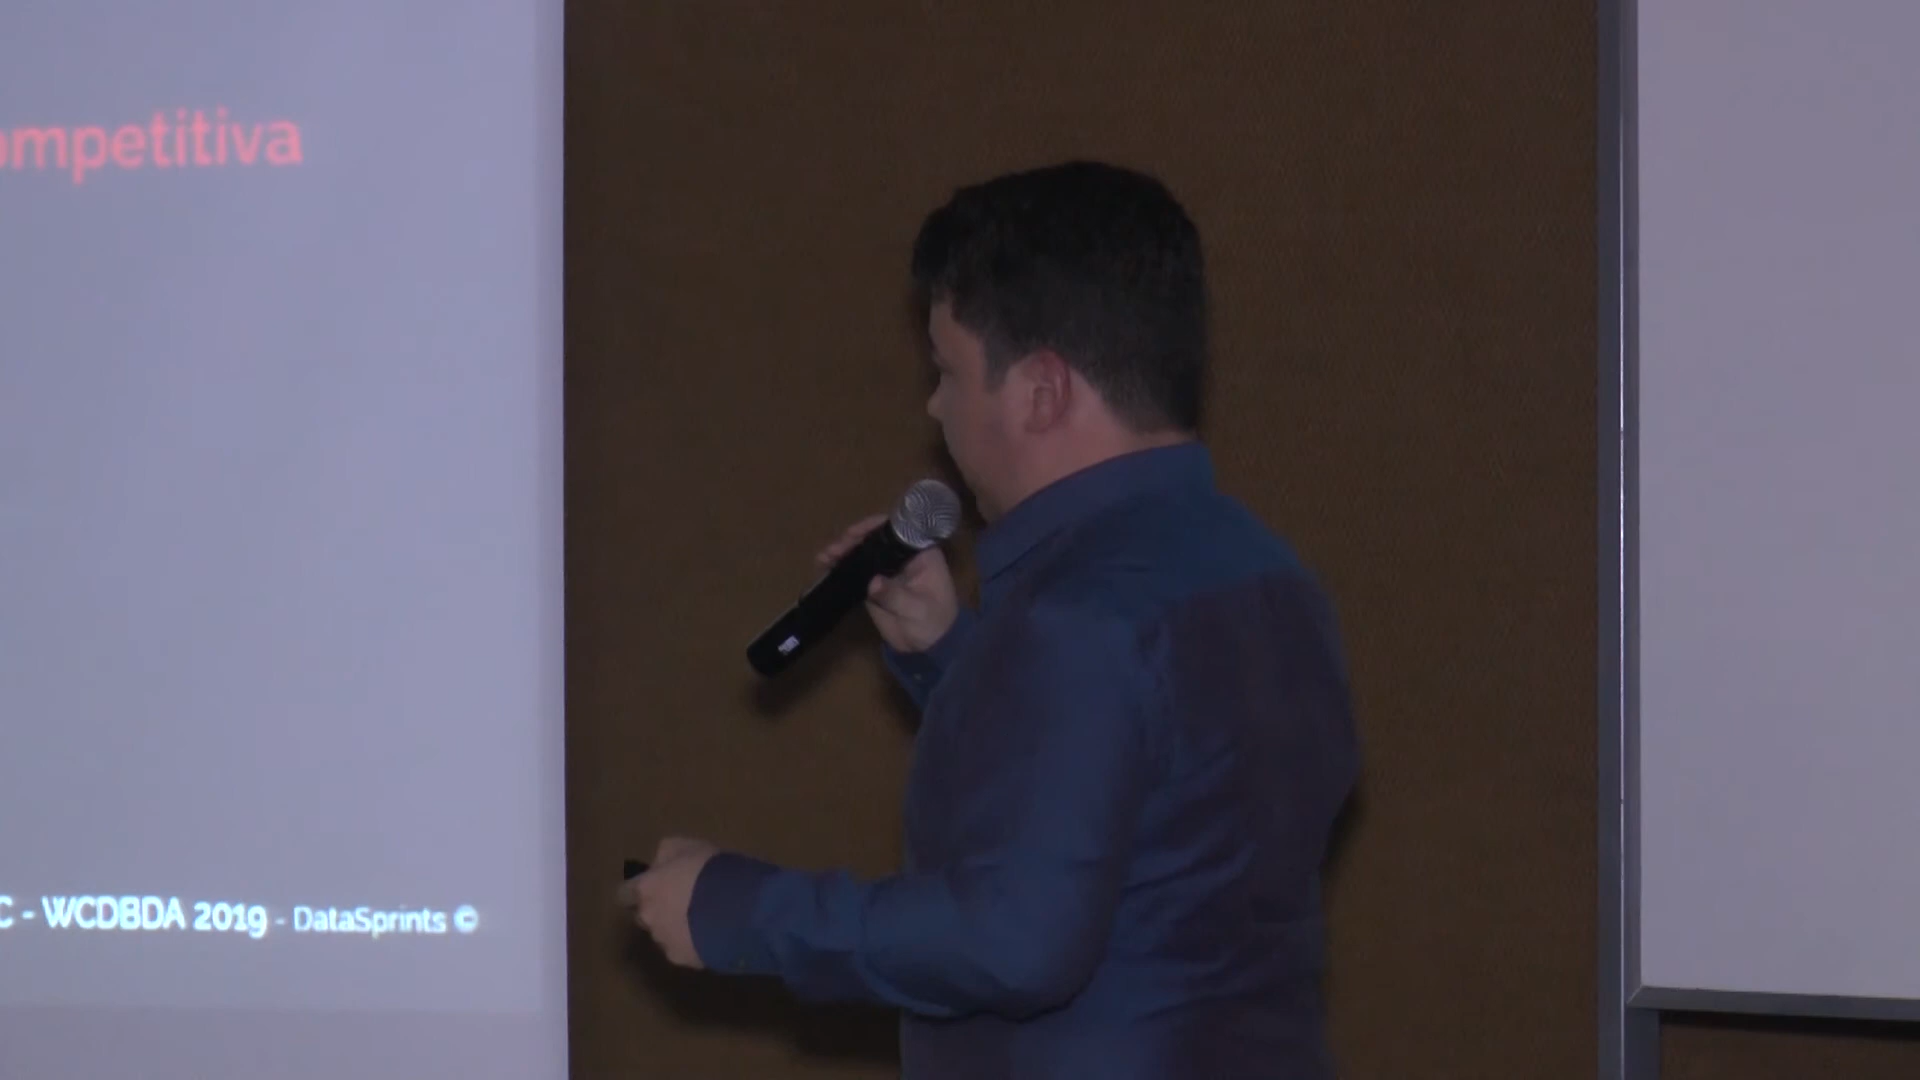 ompetitiva
C - WCDBDA 2019 - DataSprints ©